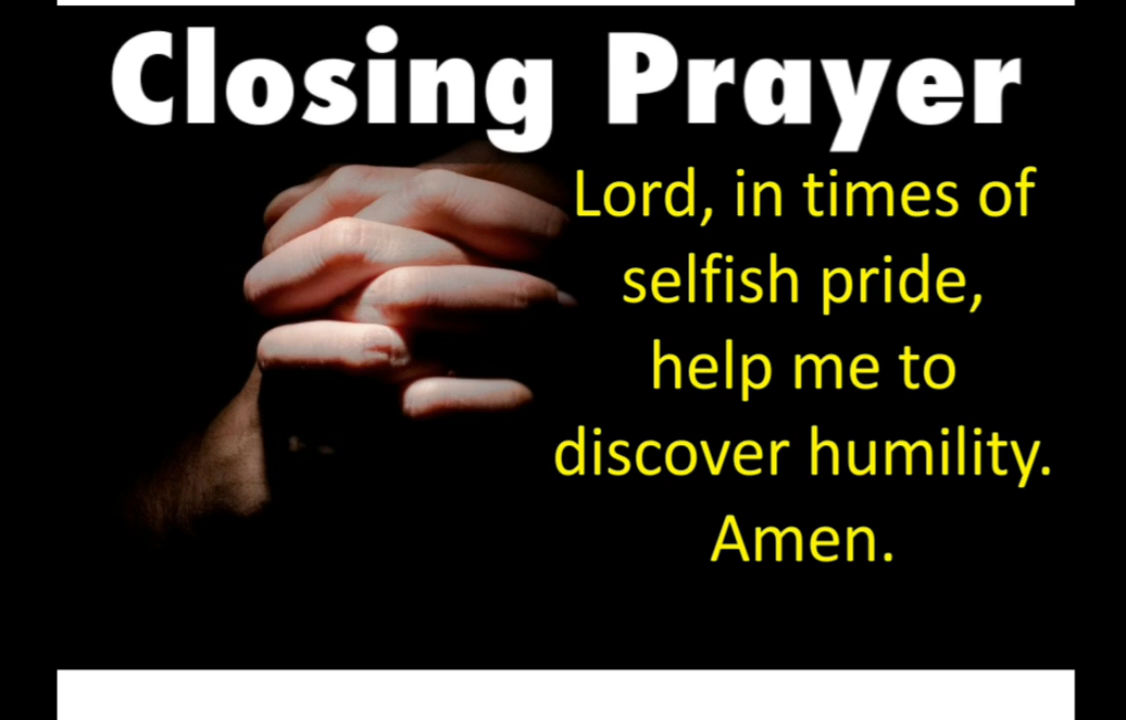 Closing Prayer
Lord, in times of
selfish pride,
help me to
discover humility.
Amen.